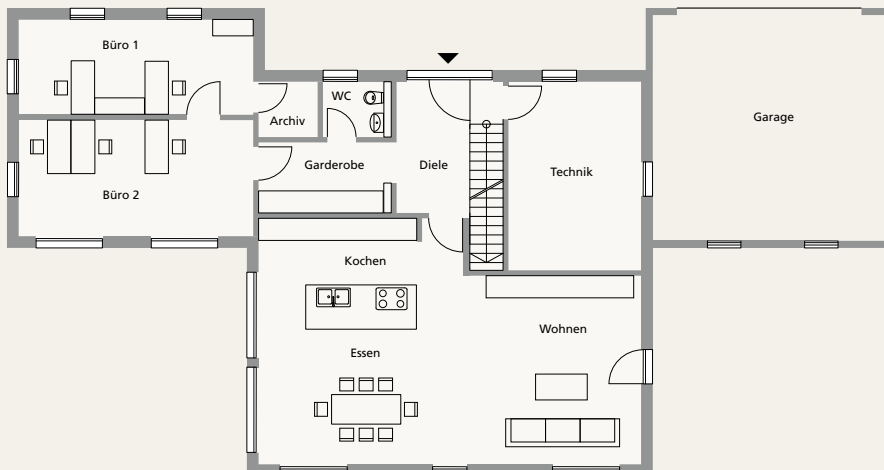 Büro 1
WC
Archiv
Garage
Garderobe
Diele
Technik
Büro 2
Kochen
Wohnen
Essen